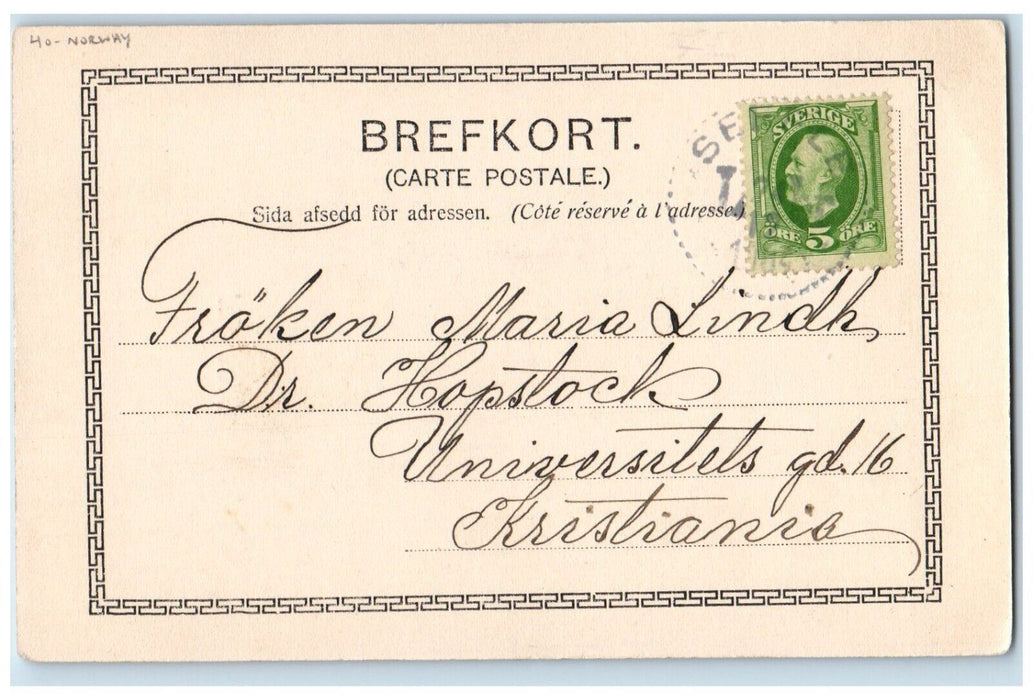 40- NORWAY
BREFKORT.
(CARTE POSTALE.)
Sida afsedd för adressen. (Côté réservé à l'adresse.)
SVERIGE
ÖRE 5 ÖRE
Fröken Maria Lindh,
Dr. Hopstock
Universitets gd. 16
Kristiania